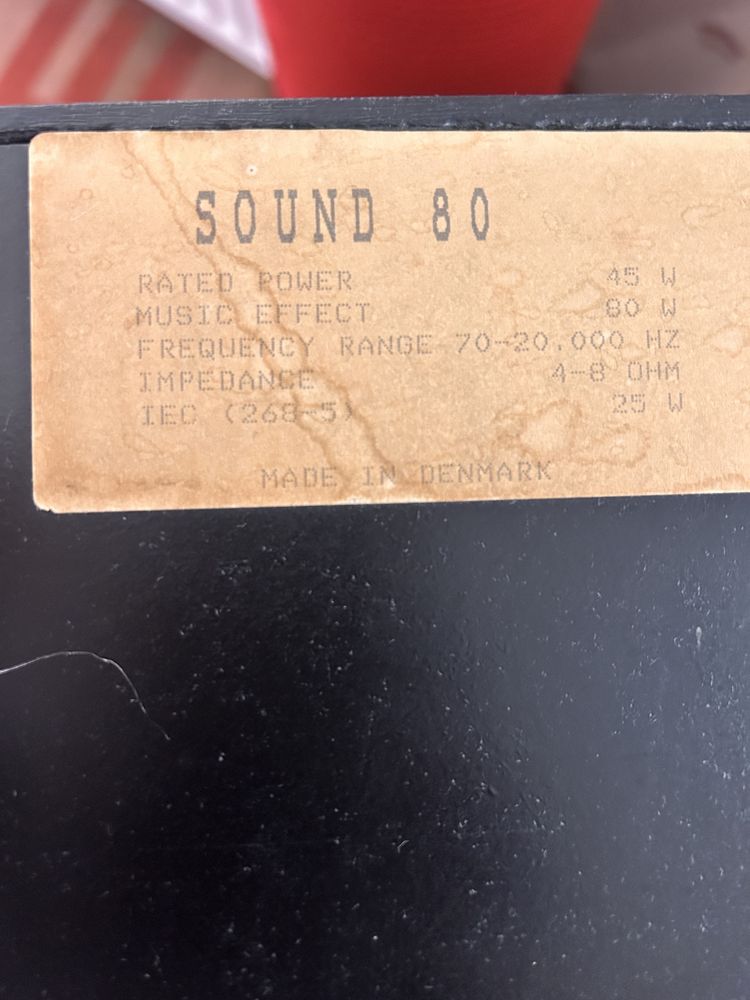 SOUND 80
RATED POWER 45 W
MUSIC EFFECT 80 W
FREQUENCY RANGE 70-20.000 HZ
IMPEDANCE 4-8 OHM
IEC (268-5) 25 W
MADE IN DENMARK